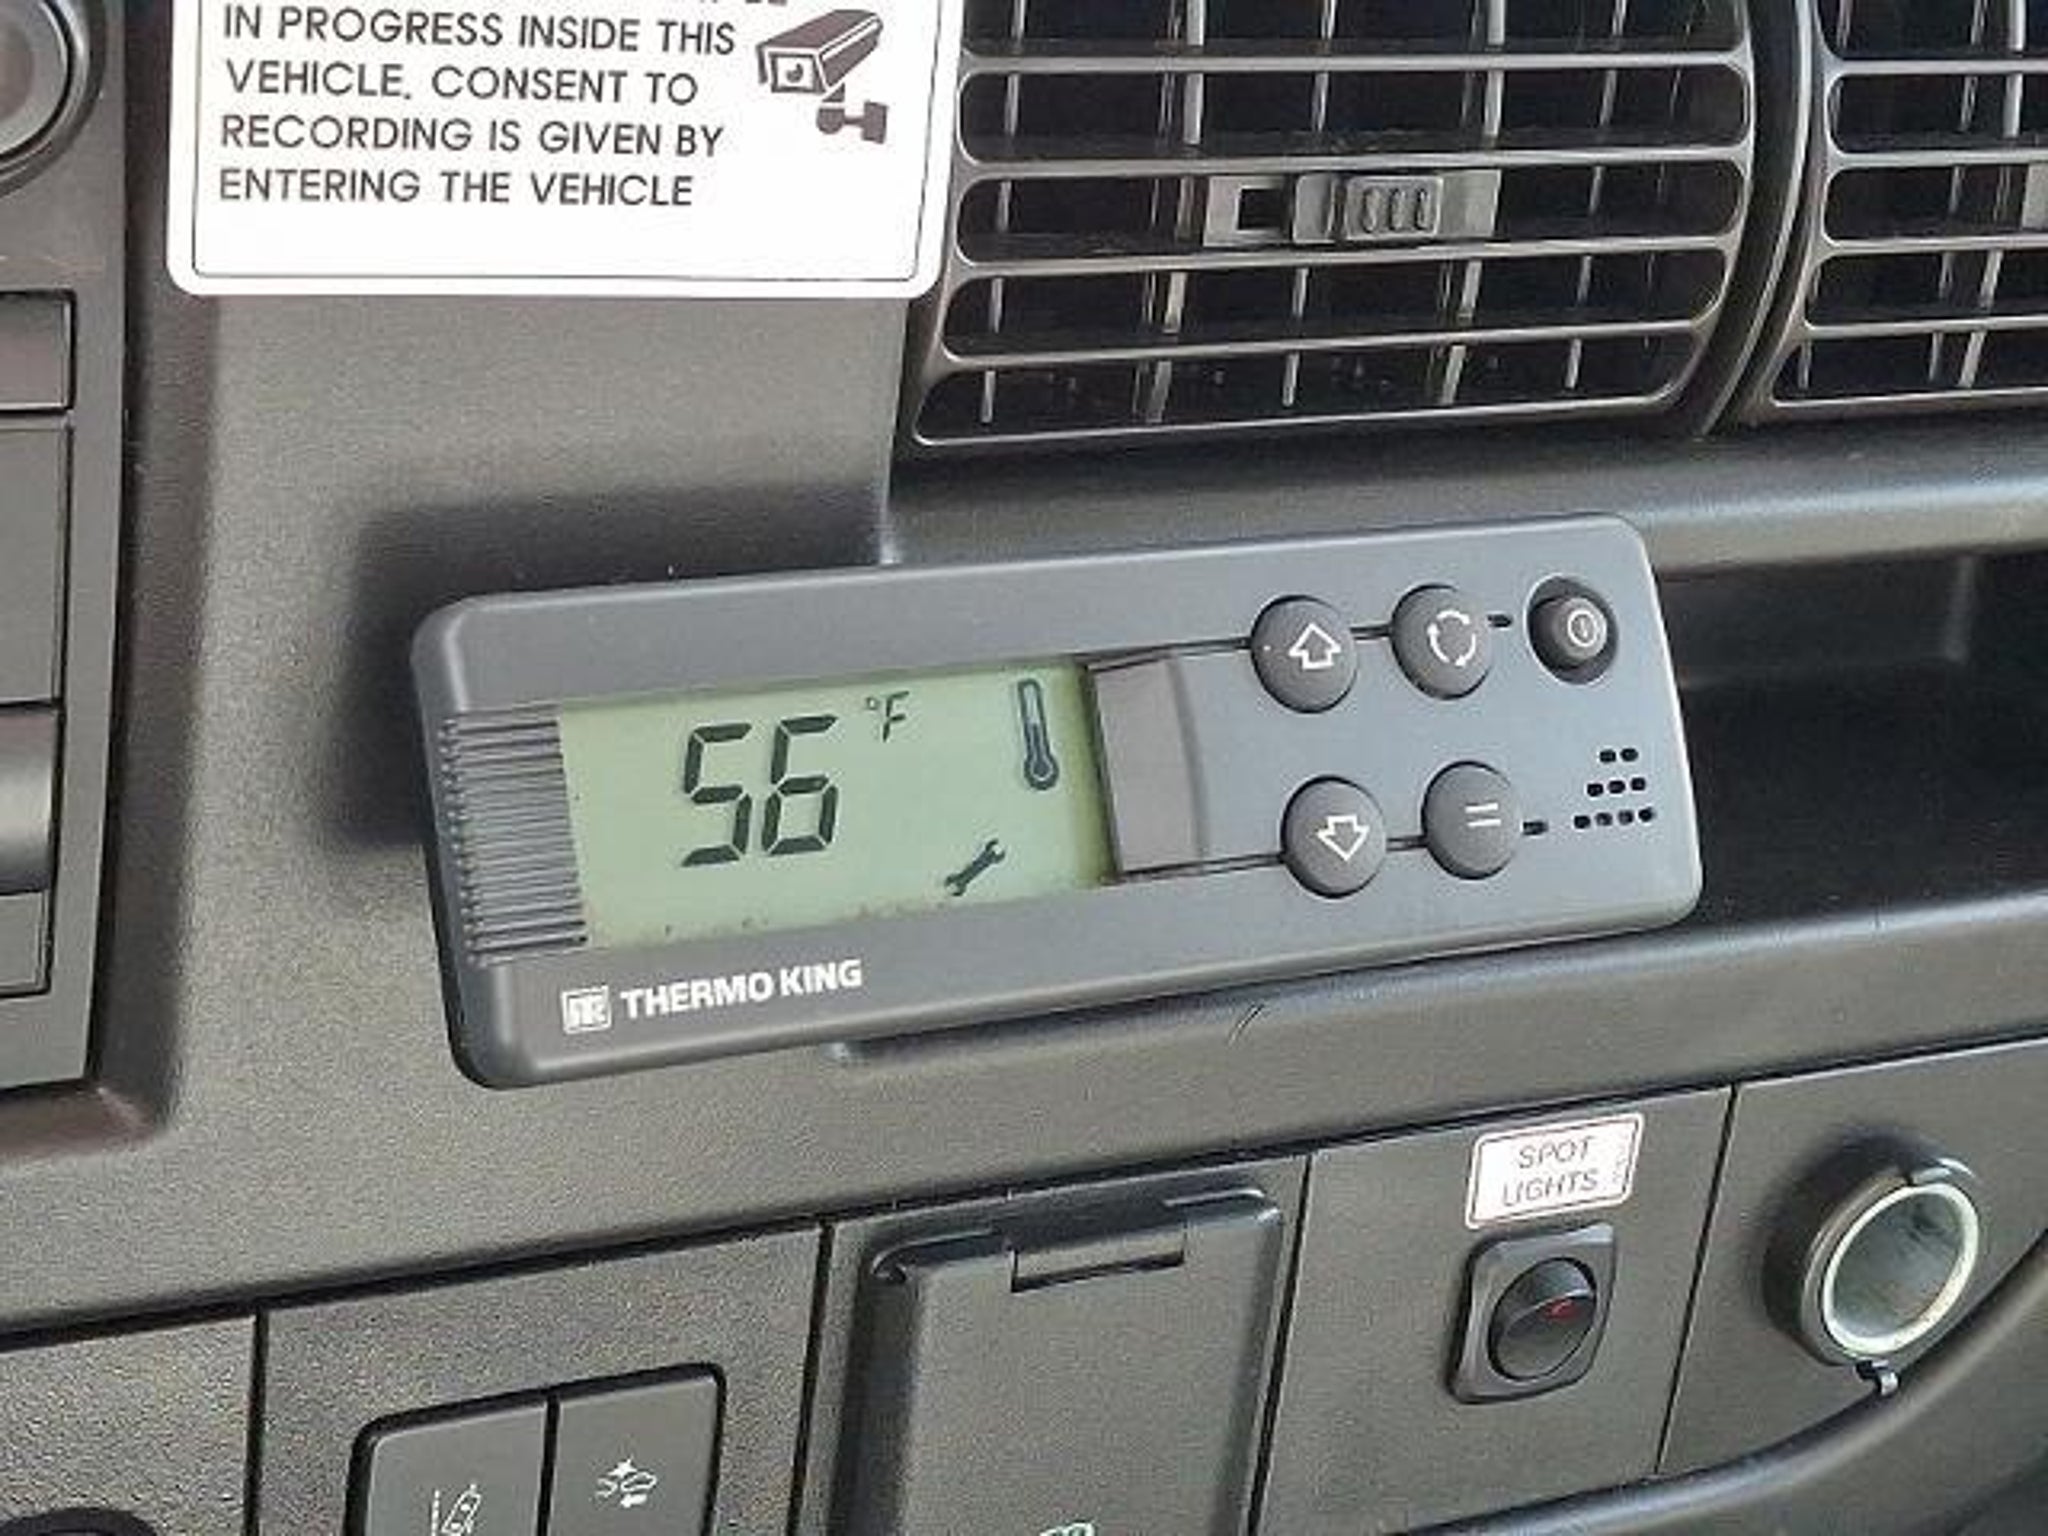 IN PROGRESS INSIDE THIS
VEHICLE. CONSENT TO
RECORDING IS GIVEN BY
ENTERING THE VEHICLE
56 °F
TK THERMO KING
SPOT
LIGHTS